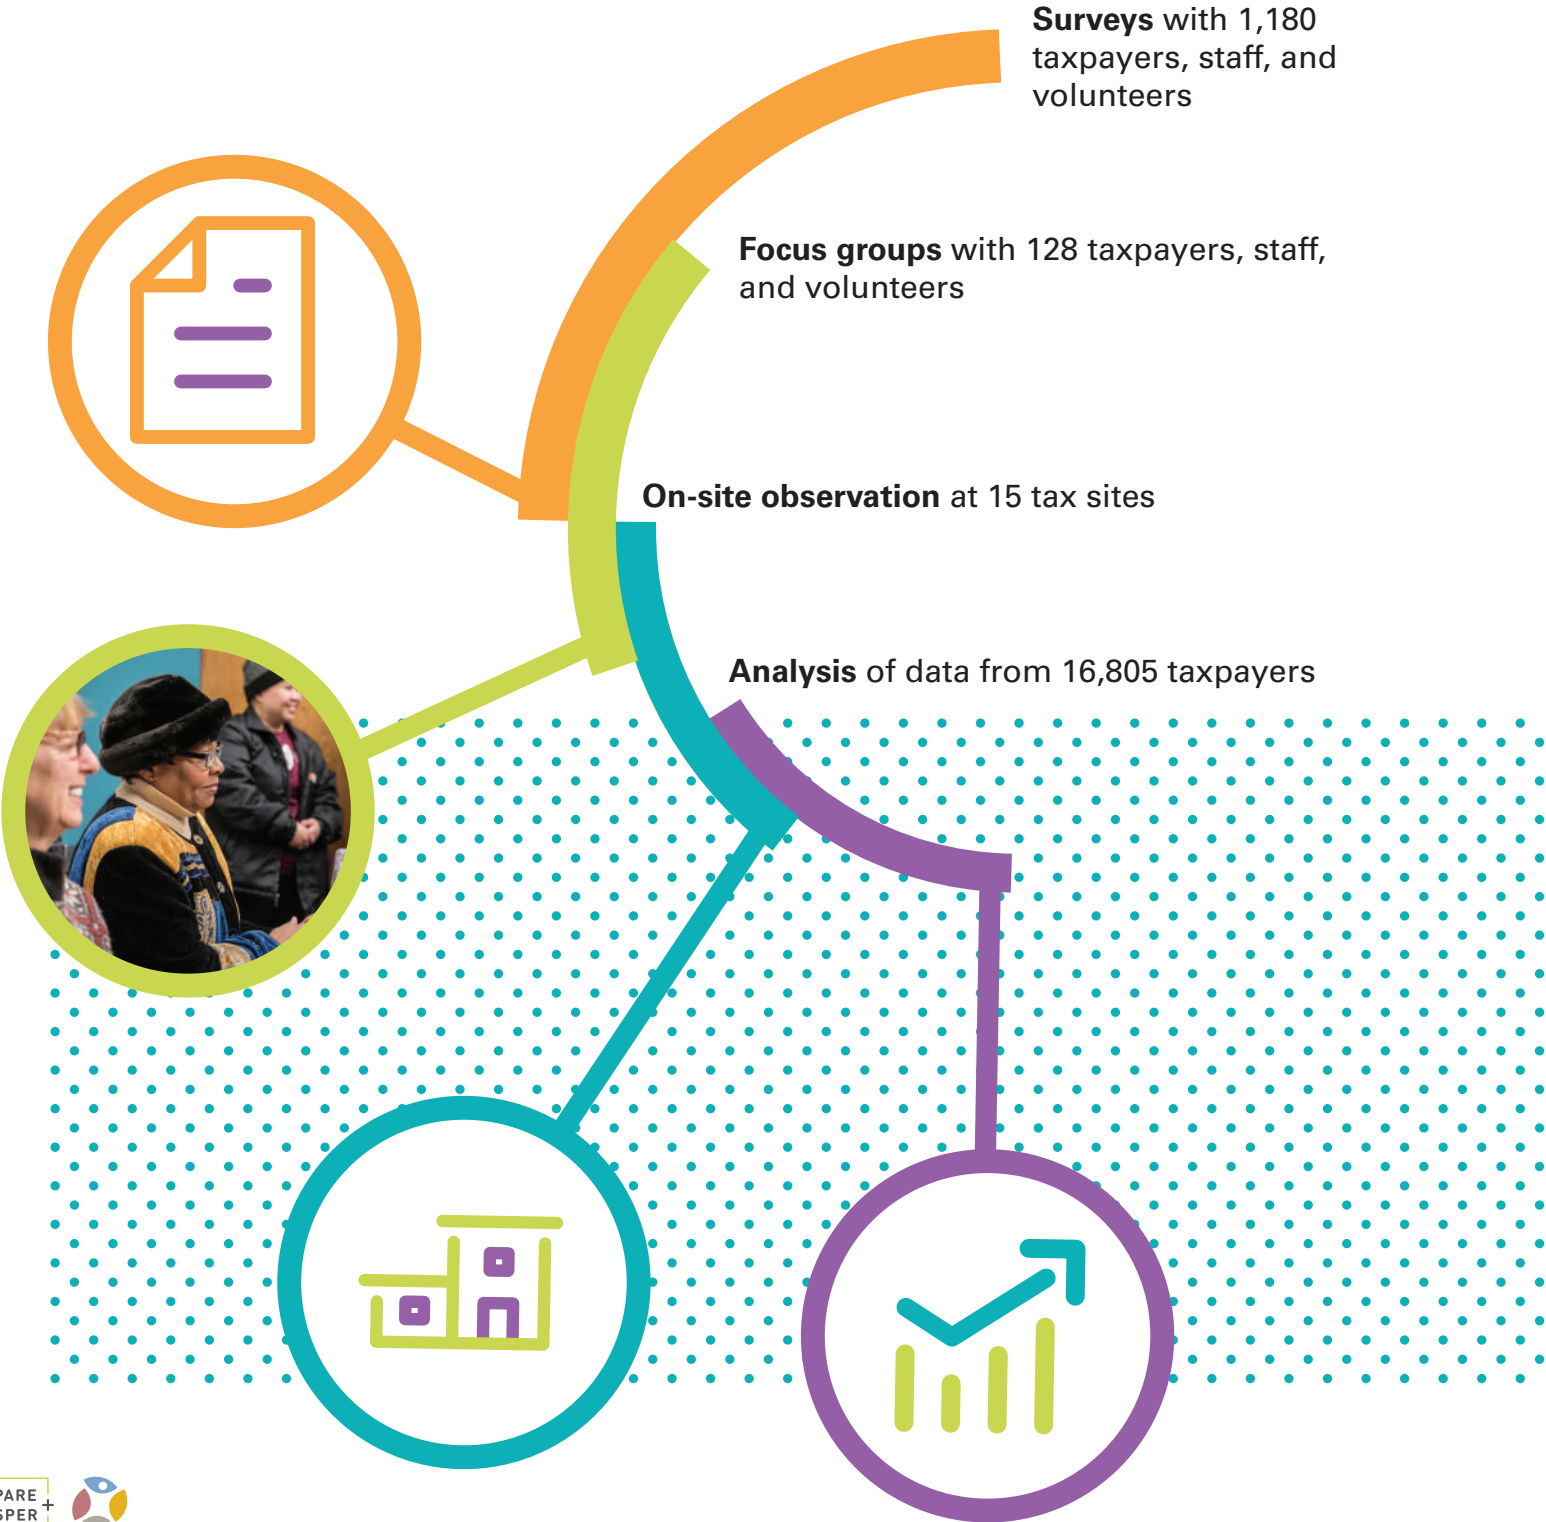 Surveys with 1,180
taxpayers, staff, and
volunteers
Focus groups with 128 taxpayers, staff,
and volunteers
On-site observation at 15 tax sites
Analysis of data from 16,805 taxpayers
+